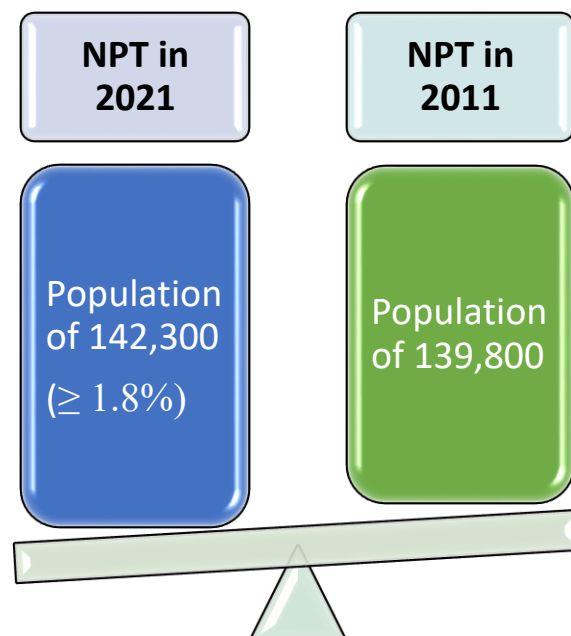 NPT in
2021
NPT in
2011
Population
of 142,300
(≥ 1.8%)
Population
of 139,800